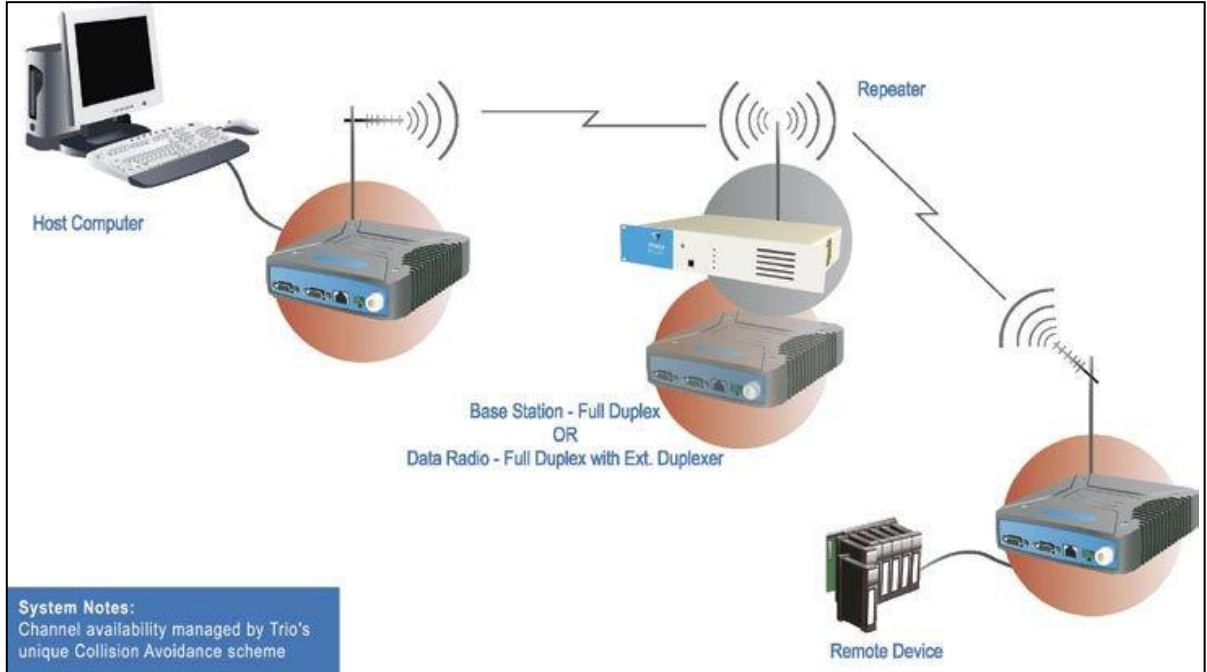 Repeater
Host Computer
Base Station - Full Duplex
OR
Data Radio - Full Duplex with Ext. Duplexer
System Notes:
Channel availability managed by Trio's
unique Collision Avoidance scheme
Remote Device